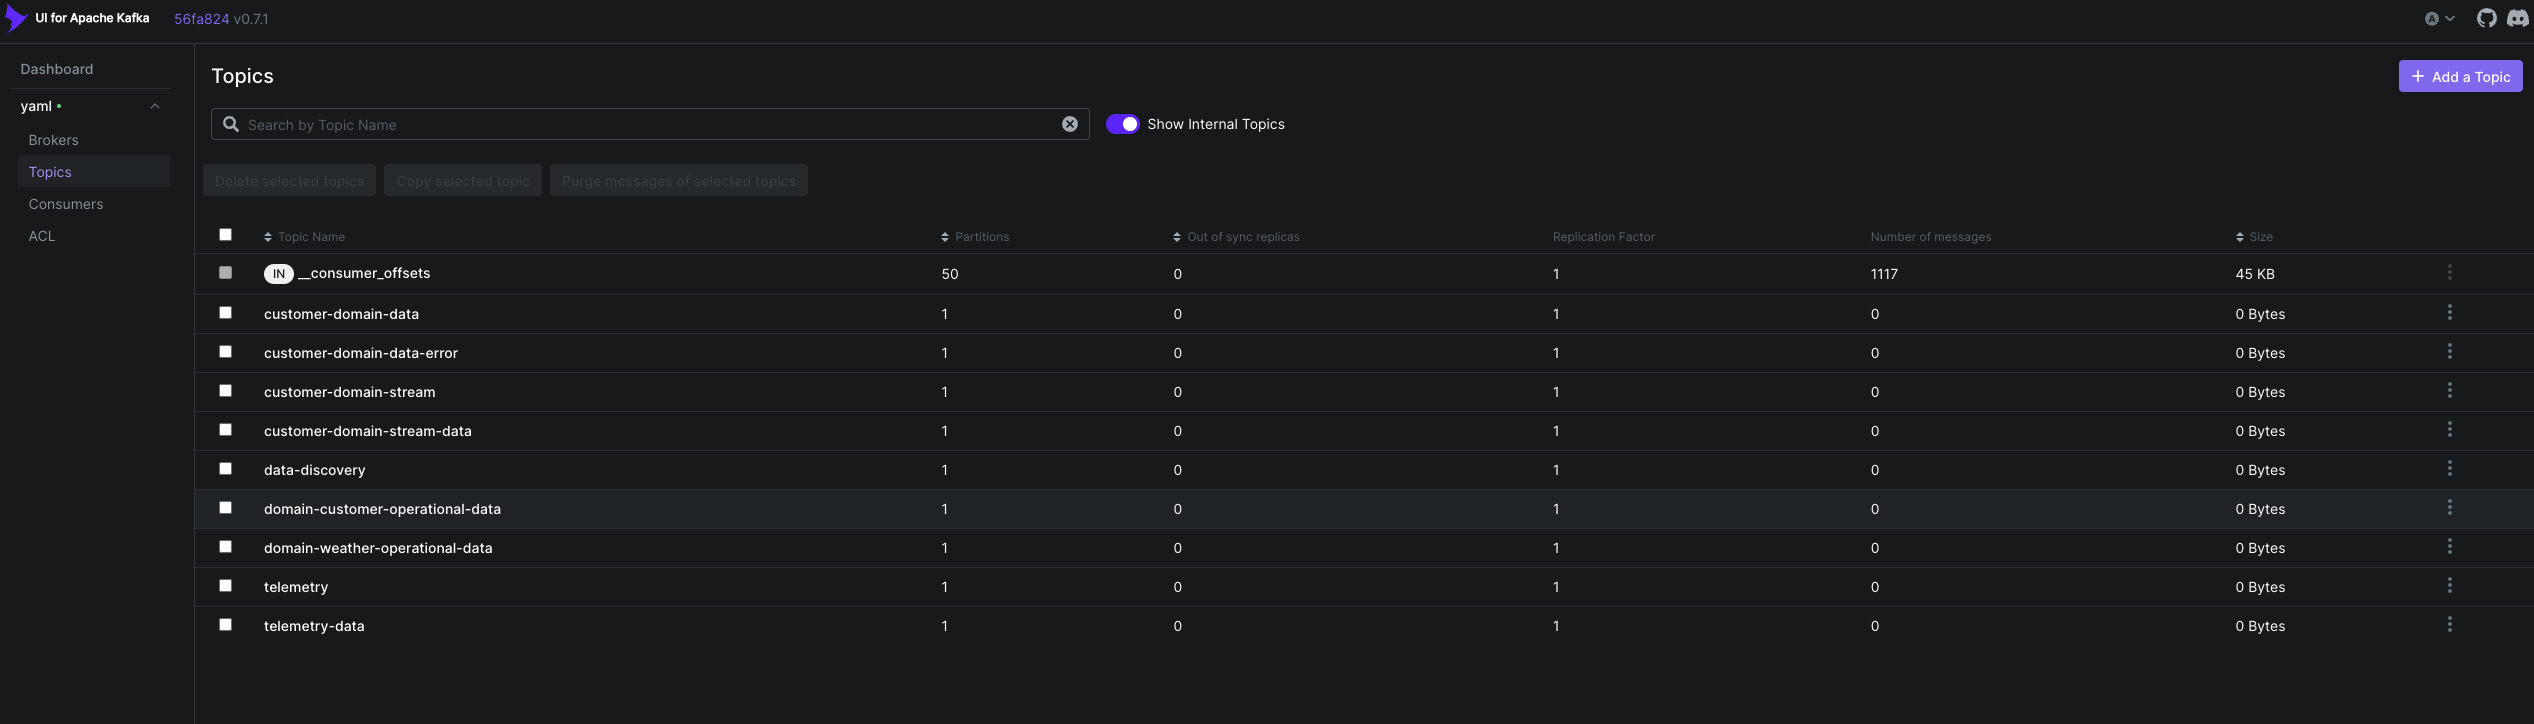 UI for Apache Kafka 56fa824 v0.7.1 A
Dashboard
yaml
Brokers
Topics
Consumers
ACL
Topics
Add a Topic
Search by Topic Name
Show Internal Topics
Delete selected topics Copy selected topic Purge messages of selected topics
Topic Name Partitions Out of sync replicas Replication Factor Number of messages Size
IN __consumer_offsets 50 0 1 1117 45 KB
customer-domain-data 1 0 1 0 0 Bytes
customer-domain-data-error 1 0 1 0 0 Bytes
customer-domain-stream 1 0 1 0 0 Bytes
customer-domain-stream-data 1 0 1 0 0 Bytes
data-discovery 1 0 1 0 0 Bytes
domain-customer-operational-data 1 0 1 0 0 Bytes
domain-weather-operational-data 1 0 1 0 0 Bytes
telemetry 1 0 1 0 0 Bytes
telemetry-data 1 0 1 0 0 Bytes